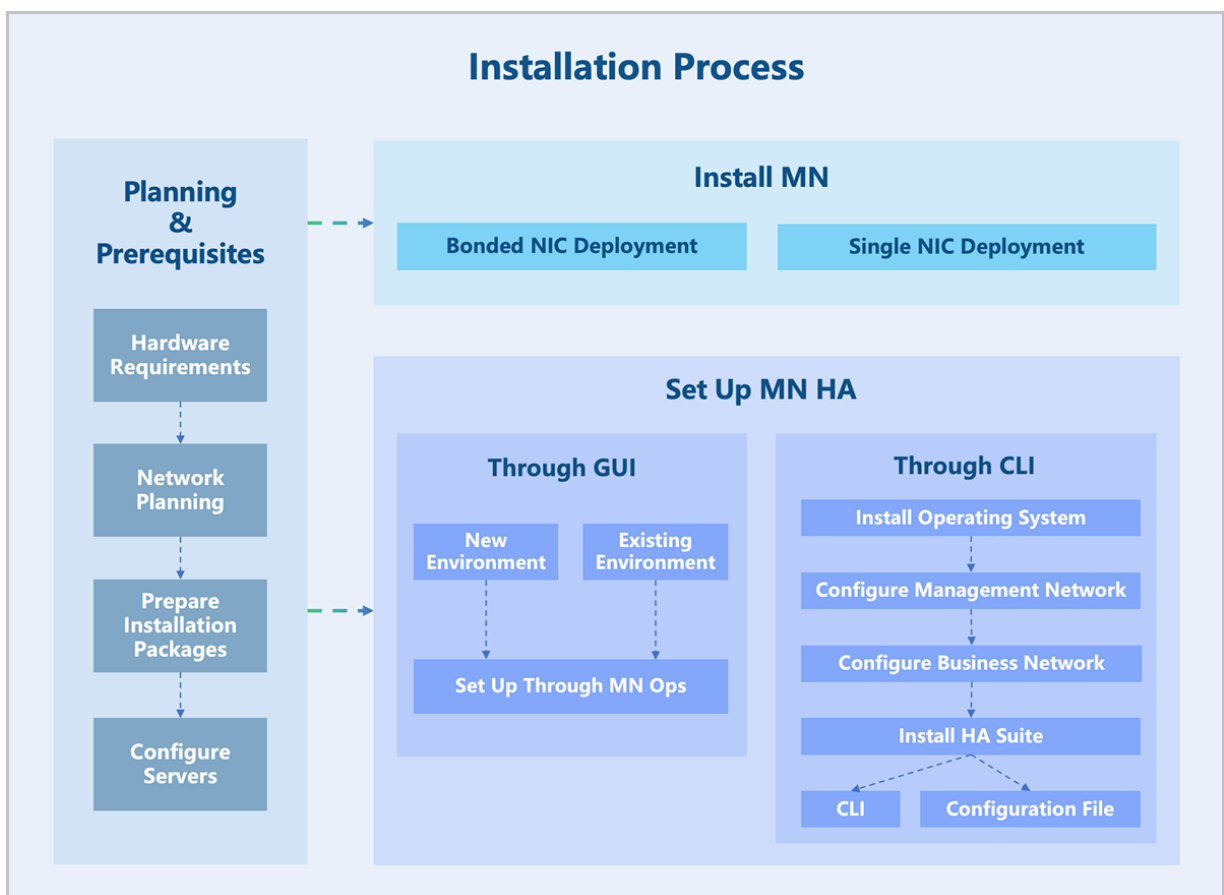 Installation Process
Planning
&
Prerequisites
Hardware
Requirements
Network
Planning
Prepare
Installation
Packages
Configure
Servers
Install MN
Bonded NIC Deployment
Single NIC Deployment
Set Up MN HA
Through GUI
New
Environment
Existing
Environment
Set Up Through MN Ops
Through CLI
Install Operating System
Configure Management Network
Configure Business Network
Install HA Suite
CLI
Configuration File